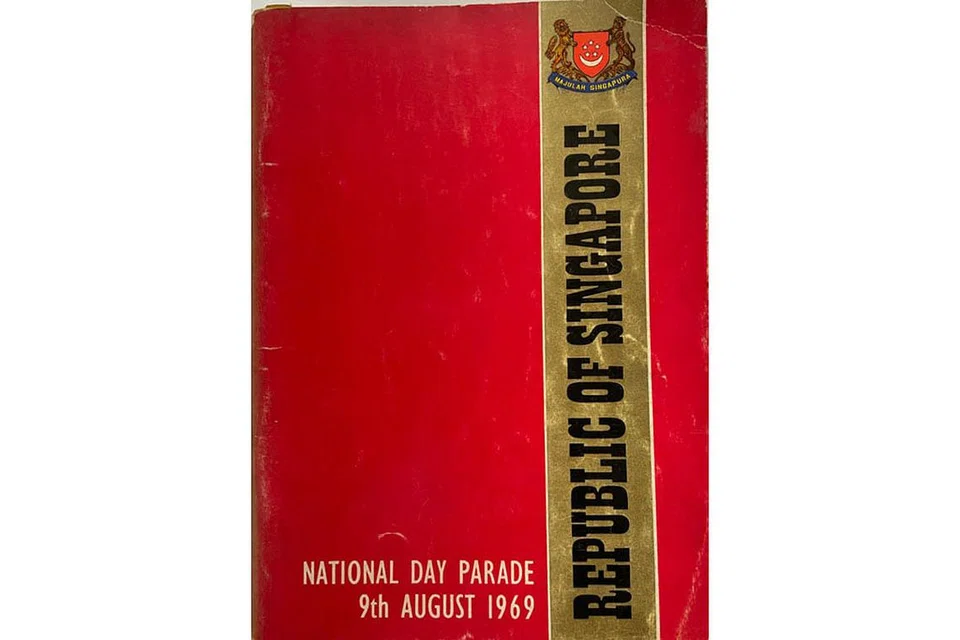 MAJULAH SINGAPURA
REPUBLIC OF SINGAPORE
NATIONAL DAY PARADE
9th AUGUST 1969